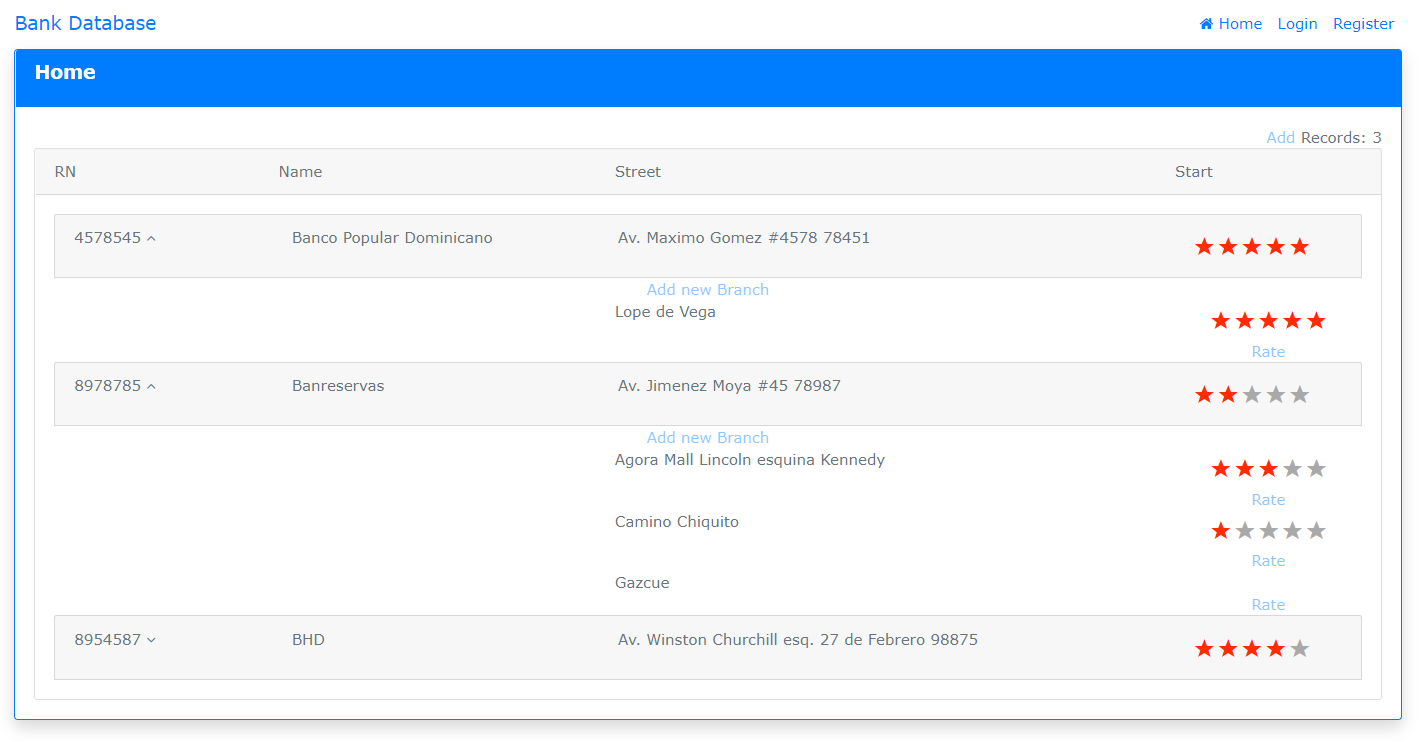 Bank Database
Home Login Register
Home
Add Records: 3
RN Name Street Start
4578545 Banco Popular Dominicano Av. Maximo Gomez #4578 78451
Add new Branch
Lope de Vega
Rate
8978785 Banreservas Av. Jimenez Moya #45 78987
Add new Branch
Agora Mall Lincoln esquina Kennedy
Rate
Camino Chiquito
Rate
Gazcue
Rate
8954587 BHD Av. Winston Churchill esq. 27 de Febrero 98875